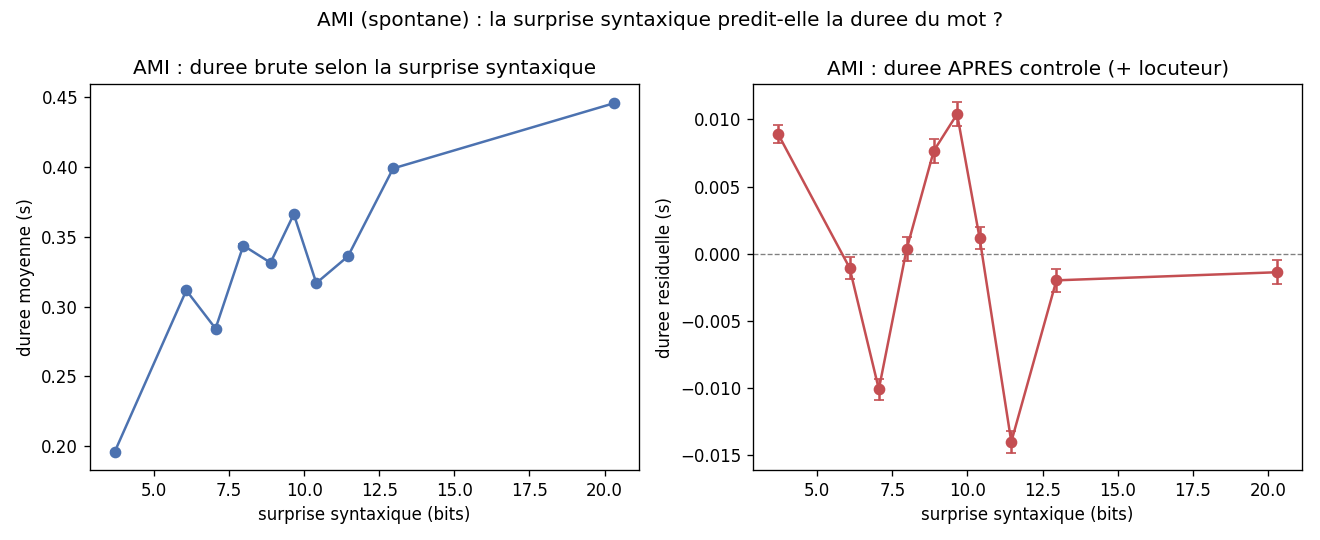 AMI (spontane) : la surprise syntaxique predit-elle la duree du mot ?
AMI : duree brute selon la surprise syntaxique
duree moyenne (s)
0.45
0.40
0.35
0.30
0.25
0.20
5.0 7.5 10.0 12.5 15.0 17.5 20.0
surprise syntaxique (bits)
AMI : duree APRES controle (+ locuteur)
duree residuelle (s)
0.010
0.005
0.000
−0.005
−0.010
−0.015
5.0 7.5 10.0 12.5 15.0 17.5 20.0
surprise syntaxique (bits)